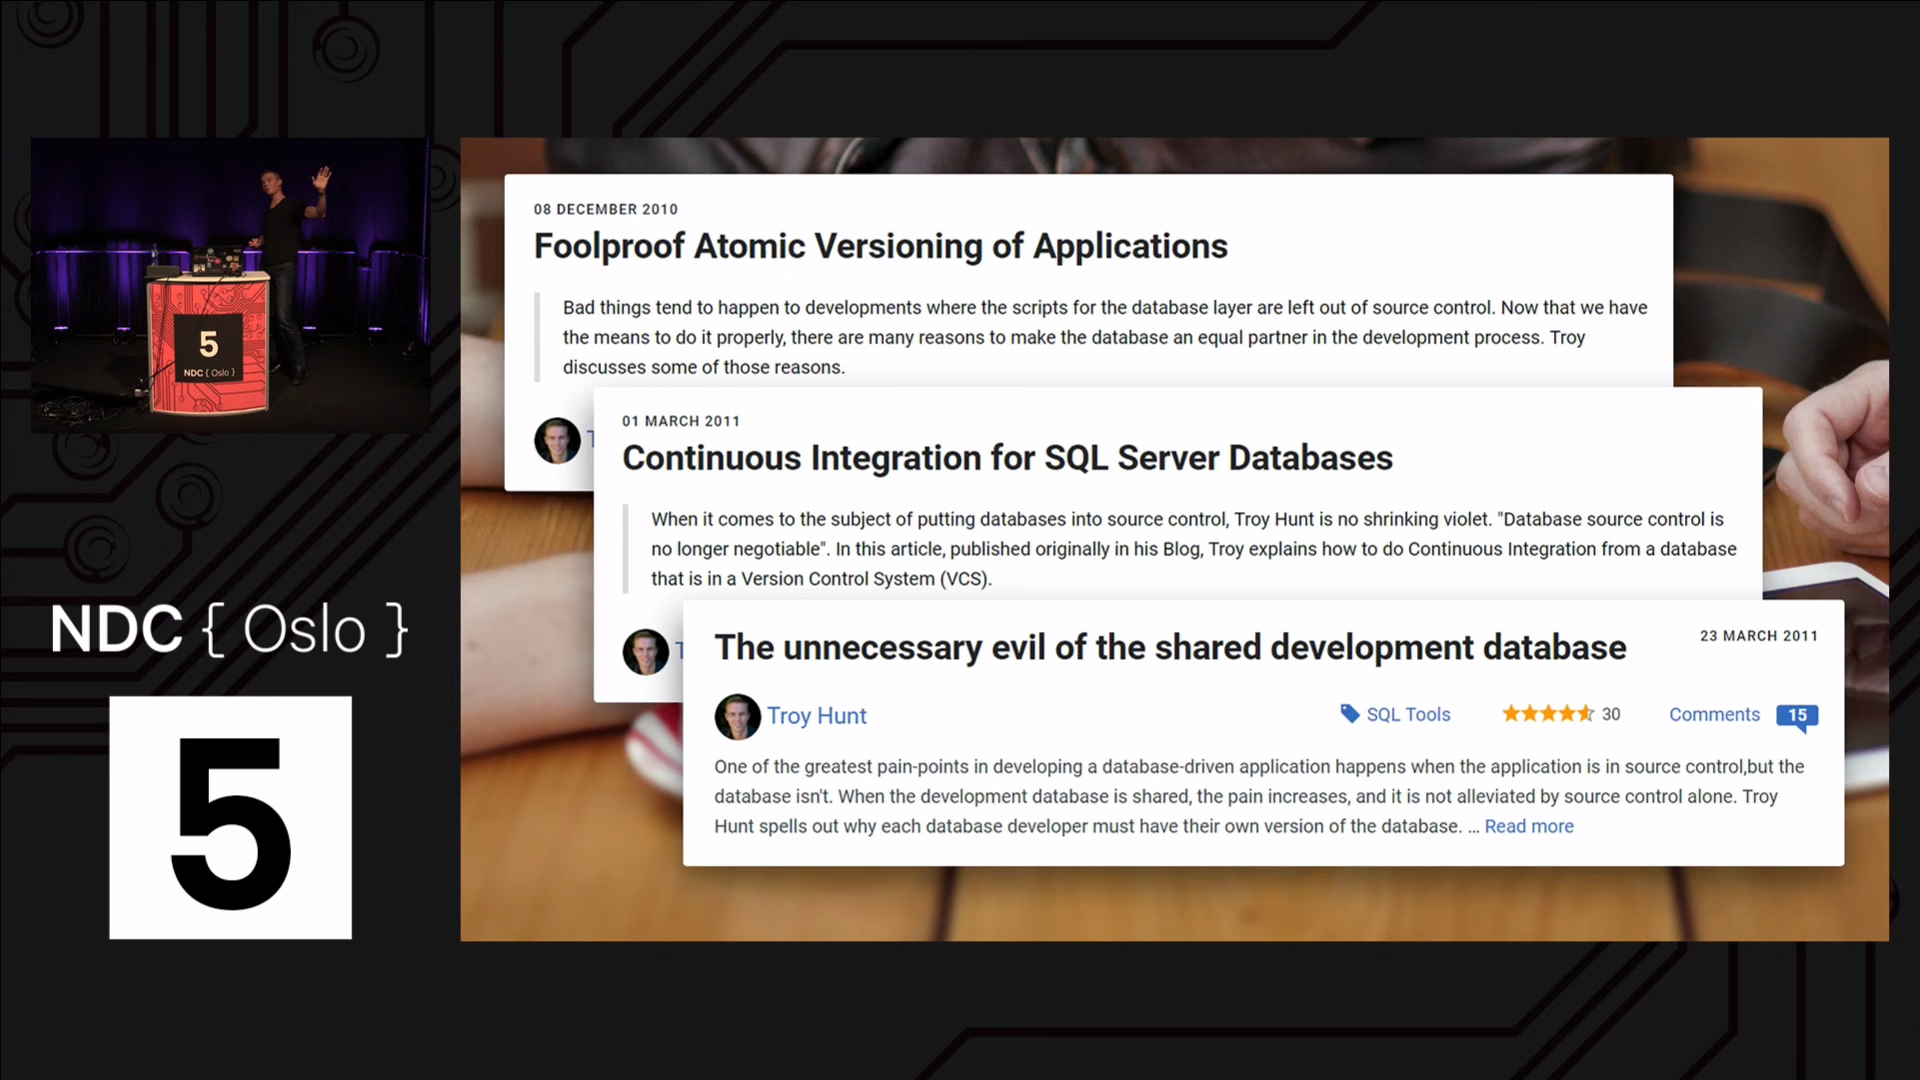 08 DECEMBER 2010
Foolproof Atomic Versioning of Applications
Bad things tend to happen to developments where the scripts for the database layer are left out of source control. Now that we have
the means to do it properly, there are many reasons to make the database an equal partner in the development process. Troy
discusses some of those reasons.
T
01 MARCH 2011
Continuous Integration for SQL Server Databases
When it comes to the subject of putting databases into source control, Troy Hunt is no shrinking violet. "Database source control is
no longer negotiable". In this article, published originally in his Blog, Troy explains how to do Continuous Integration from a database
that is in a Version Control System (VCS).
T
The unnecessary evil of the shared development database
23 MARCH 2011
Troy Hunt
SQL Tools
30
Comments
15
One of the greatest pain-points in developing a database-driven application happens when the application is in source control,but the
database isn't. When the development database is shared, the pain increases, and it is not alleviated by source control alone. Troy
Hunt spells out why each database developer must have their own version of the database. ... Read more
5
NDC { Oslo }
NDC { Oslo }
5